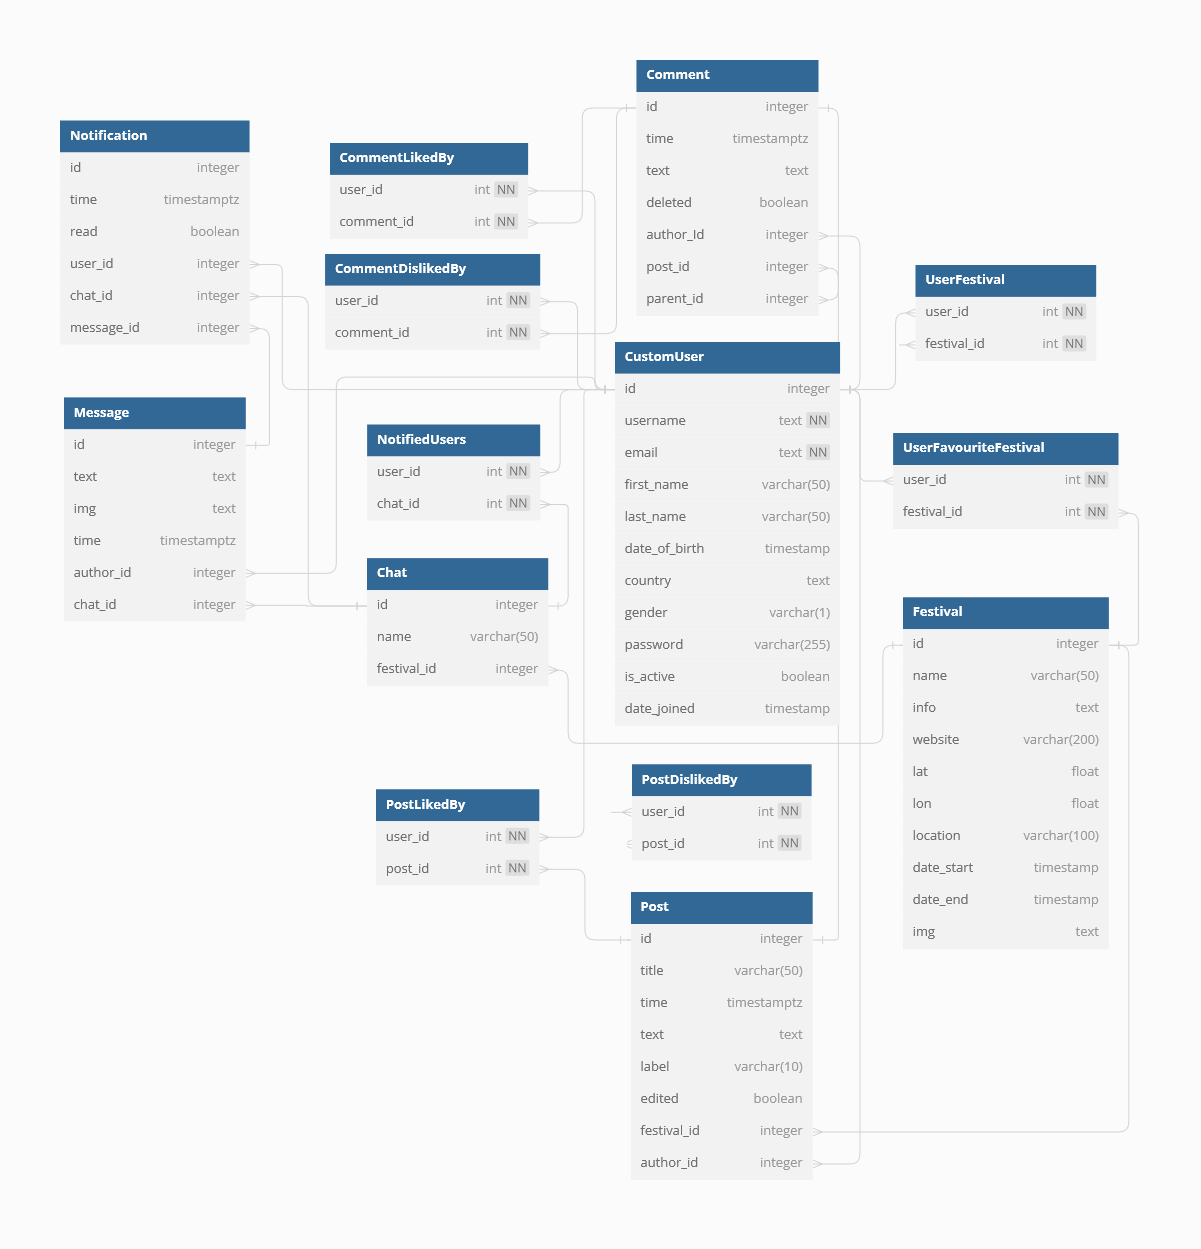 Comment
id integer
time timestamptz
text text
deleted boolean
author_Id integer
post_id integer
parent_id integer
Notification
id integer
time timestamptz
read boolean
user_id integer
chat_id integer
message_id integer
CommentLikedBy
user_id int NN
comment_id int NN
CommentDislikedBy
user_id int NN
comment_id int NN
UserFestival
user_id int NN
festival_id int NN
CustomUser
id integer
username text NN
email text NN
first_name varchar(50)
last_name varchar(50)
date_of_birth timestamp
country text
gender varchar(1)
password varchar(255)
is_active boolean
date_joined timestamp
Message
id integer
text text
img text
time timestamptz
author_id integer
chat_id integer
NotifiedUsers
user_id int NN
chat_id int NN
UserFavouriteFestival
user_id int NN
festival_id int NN
Chat
id integer
name varchar(50)
festival_id integer
Festival
id integer
name varchar(50)
info text
website varchar(200)
lat float
lon float
location varchar(100)
date_start timestamp
date_end timestamp
img text
PostDislikedBy
user_id int NN
post_id int NN
PostLikedBy
user_id int NN
post_id int NN
Post
id integer
title varchar(50)
time timestamptz
text text
label varchar(10)
edited boolean
festival_id integer
author_id integer